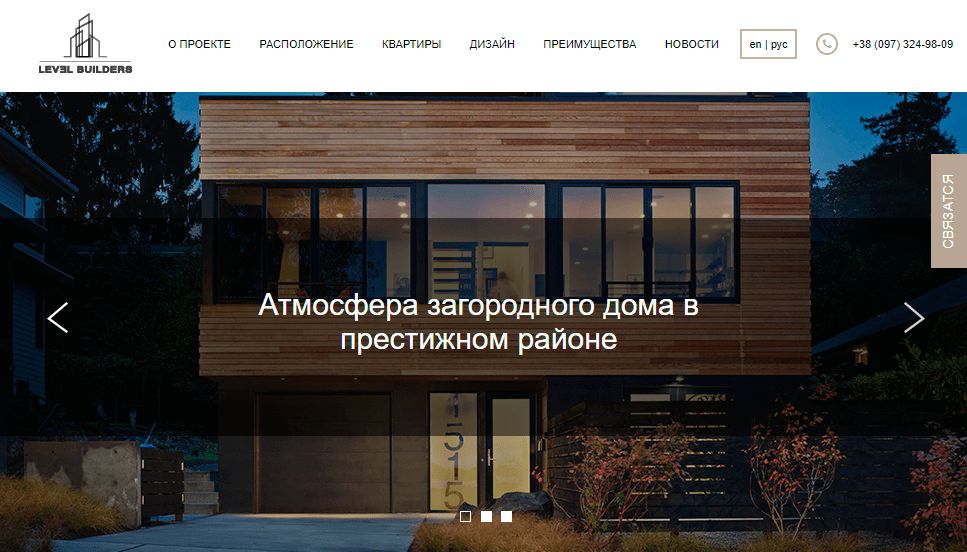 LEVEL BUILDERS
О ПРОЕКТЕ
РАСПОЛОЖЕНИЕ
КВАРТИРЫ
ДИЗАЙН
ПРЕИМУЩЕСТВА
НОВОСТИ
en | рус
+38 (097) 324-98-09
СВЯЗАТСЯ
Атмосфера загородного дома в
престижном районе
1515